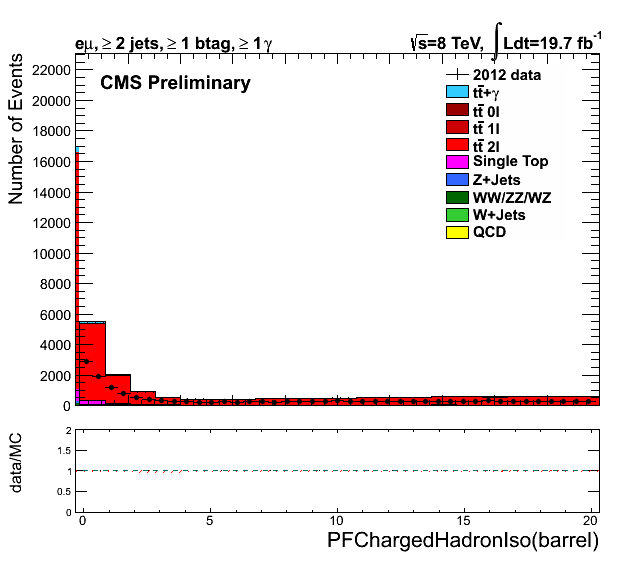 eμ, ≥ 2 jets, ≥ 1 btag, ≥ 1γ
√s=8 TeV, ∫Ldt=19.7 fb⁻¹
CMS Preliminary
Number of Events
22000
20000
18000
16000
14000
12000
10000
8000
6000
4000
2000
0
2012 data
tt̄+γ
tt̄ 0l
tt̄ 1l
tt̄ 2l
Single Top
Z+Jets
WW/ZZ/WZ
W+Jets
QCD
data/MC
2
1.5
1
0.5
0
0 5 10 15 20
PFChargedHadronIso(barrel)